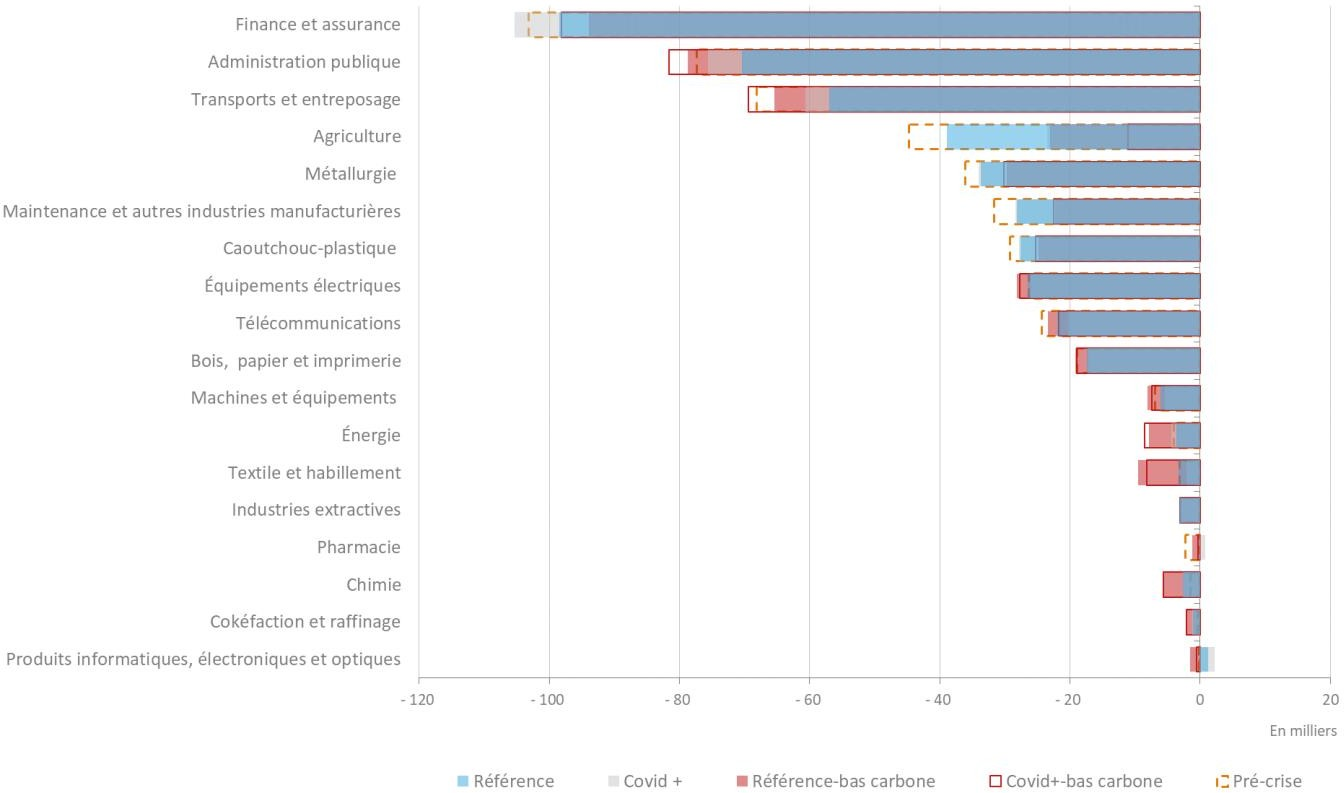 Finance et assurance
Administration publique
Transports et entreposage
Agriculture
Métallurgie
Maintenance et autres industries manufacturières
Caoutchouc-plastique
Équipements électriques
Télécommunications
Bois, papier et imprimerie
Machines et équipements
Énergie
Textile et habillement
Industries extractives
Pharmacie
Chimie
Cokéfaction et raffinage
Produits informatiques, électroniques et optiques
- 120 - 100 - 80 - 60 - 40 - 20 0 20
En milliers
Référence Covid + Référence-bas carbone Covid+-bas carbone Pré-crise